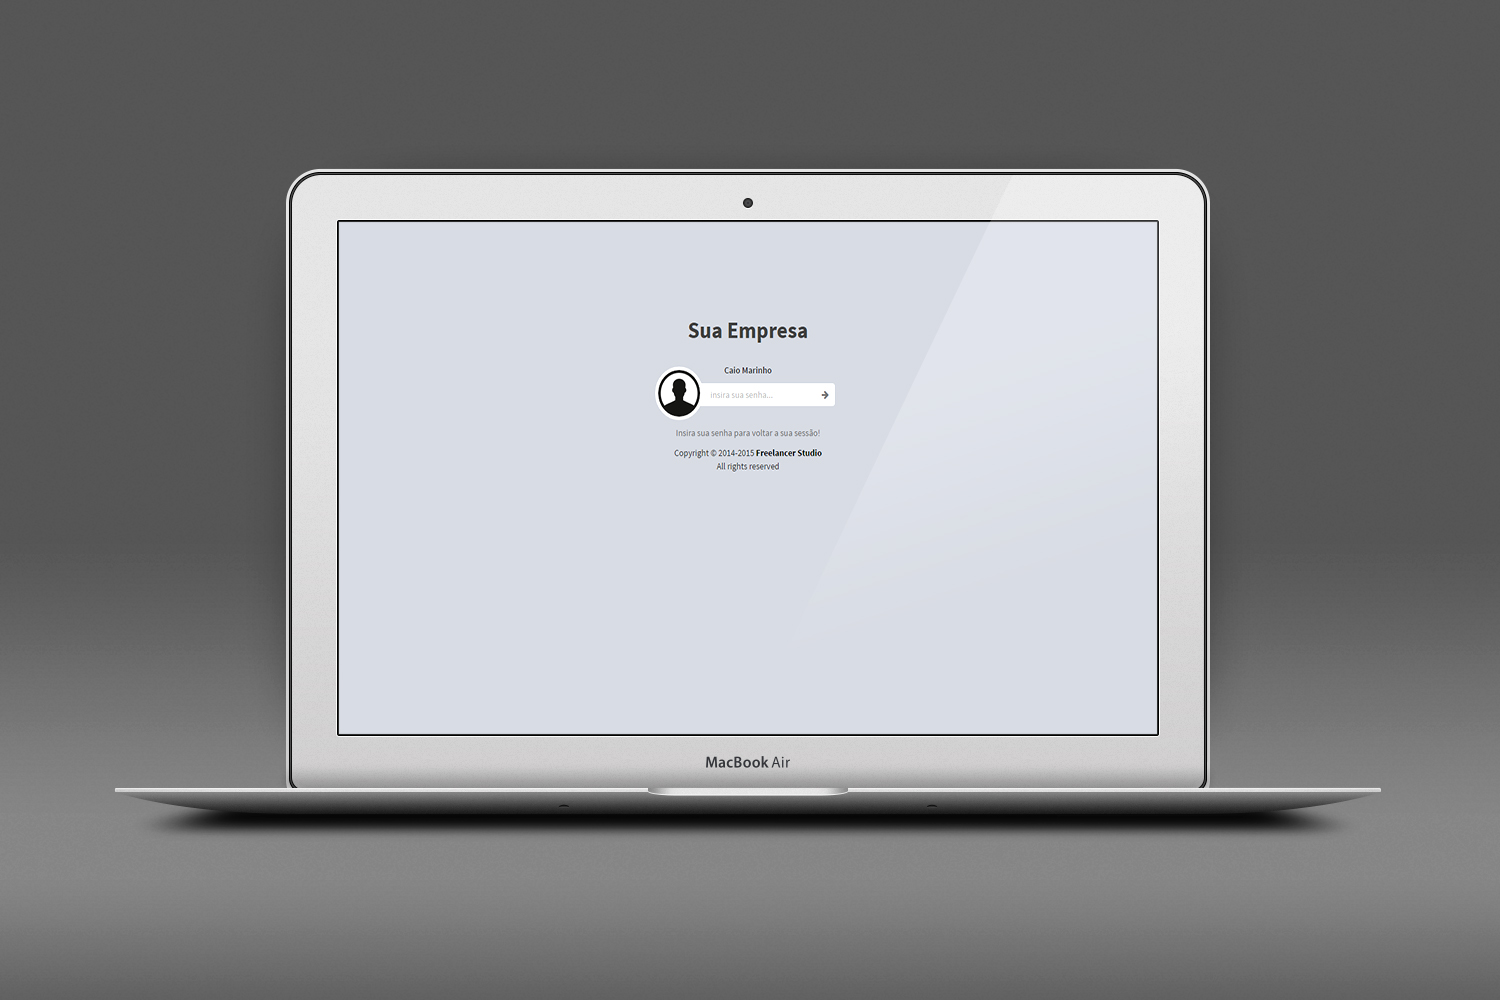 Sua Empresa
Caio Marinho
Insira sua senha...
Insira sua senha para voltar a sua sessão!
Copyright © 2014-2015 Freelancer Studio
All rights reserved
MacBook Air